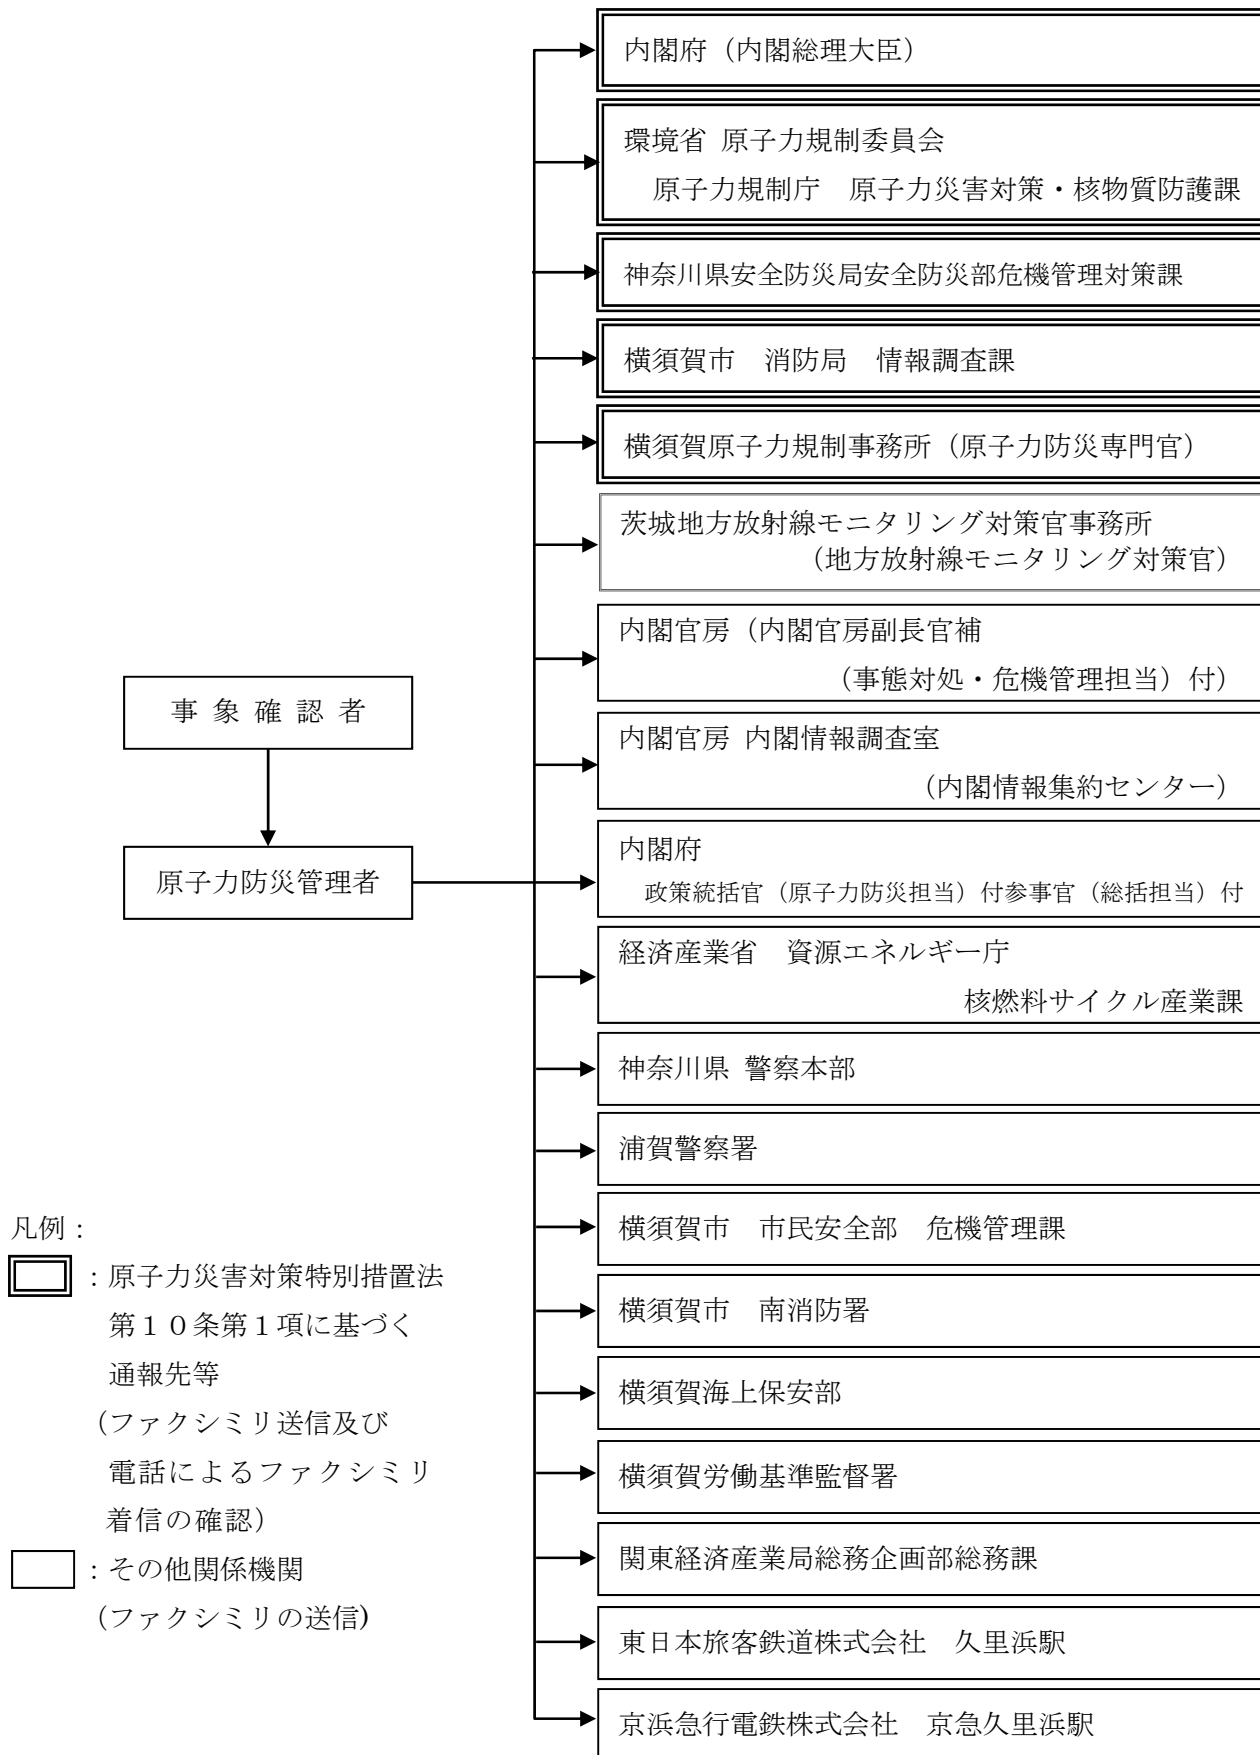 内閣府（内閣総理大臣）
環境省 原子力規制委員会
原子力規制庁　原子力災害対策・核物質防護課
神奈川県安全防災局安全防災部危機管理対策課
横須賀市　消防局　情報調査課
横須賀原子力規制事務所（原子力防災専門官）
茨城地方放射線モニタリング対策官事務所
（地方放射線モニタリング対策官）
内閣官房（内閣官房副長官補
（事態対処・危機管理担当）付）
内閣官房 内閣情報調査室
（内閣情報集約センター）
内閣府
政策統括官（原子力防災担当）付参事官（総括担当）付
経済産業省　資源エネルギー庁
核燃料サイクル産業課
神奈川県 警察本部
浦賀警察署
横須賀市　市民安全部　危機管理課
横須賀市　南消防署
横須賀海上保安部
横須賀労働基準監督署
関東経済産業局総務企画部総務課
東日本旅客鉄道株式会社　久里浜駅
京浜急行電鉄株式会社　京急久里浜駅
事 象 確 認 者
原子力防災管理者
凡例：
：原子力災害対策特別措置法
第１０条第１項に基づく
通報先等
（ファクシミリ送信及び
電話によるファクシミリ
着信の確認）
：その他関係機関
（ファクシミリの送信)